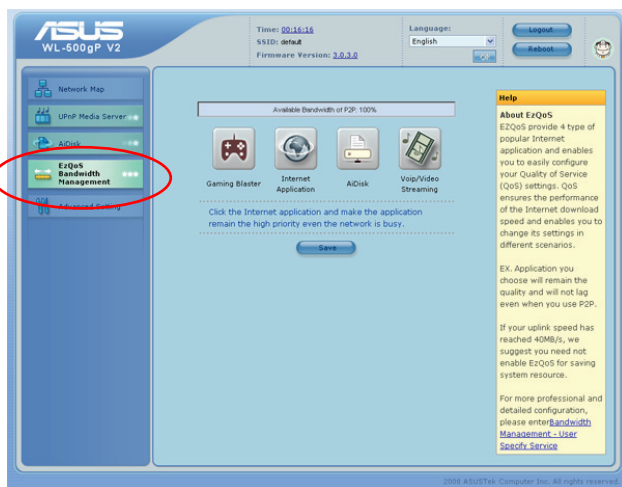 ASUS
WL-500gP V2
Time: 00:16:16
SSID: default
Firmware Version: 3.0.3.0
Language:
English
Logout
Reboot
Network Map
UPnP Media Server
AiDisk
EzQoS
Bandwidth
Management
Advanced Setting
Available Bandwidth of P2P: 100%
Gaming Blaster
Internet
Application
AiDisk
Voip/Video
Streaming
Click the Internet application and make the application
remain the high priority even the network is busy.
Save
Help
About EzQoS
EZQoS provide 4 type of
popular Internet
application and enables
you to easily configure
your Quality of Service
(QoS) settings. QoS
ensures the performance
of the Internet download
speed and enables you to
change its settings in
different scenarios.
EX. Application you
choose will remain the
quality and will not lag
even when you use P2P.
If your uplink speed has
reached 40MB/s, we
suggest you need not
enable EzQoS for saving
system resource.
For more professional and
detailed configuration,
please enterBandwidth
Management - User
Specify Service
2008 ASUSTek Computer Inc. All rights reserved.